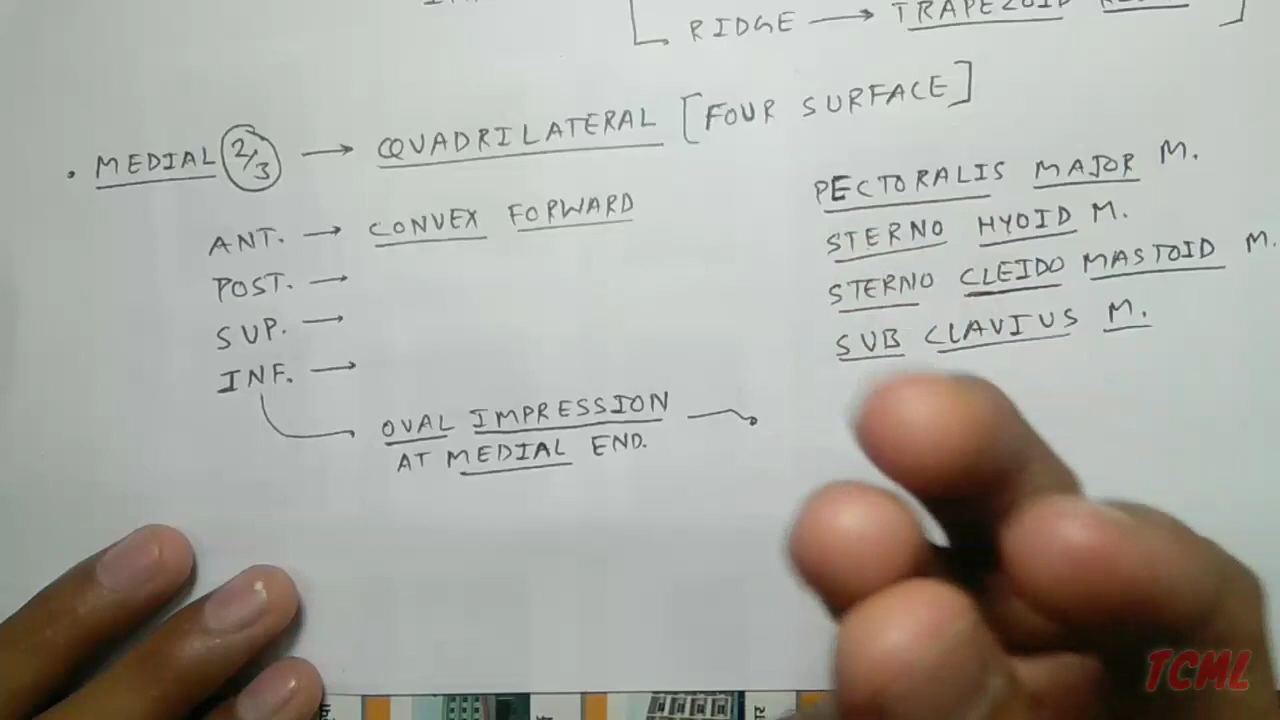 RIDGE → TRAPEZOID
. MEDIAL 2/3 → QUADRILATERAL [FOUR SURFACE]
ANT. → CONVEX FORWARD
POST. →
SUP. →
INF. →
OVAL IMPRESSION
AT MEDIAL END.
PECTORALIS MAJOR M.
STERNO HYOID M.
STERNO CLEIDO MASTOID M.
SUB CLAVIUS M.
TCML